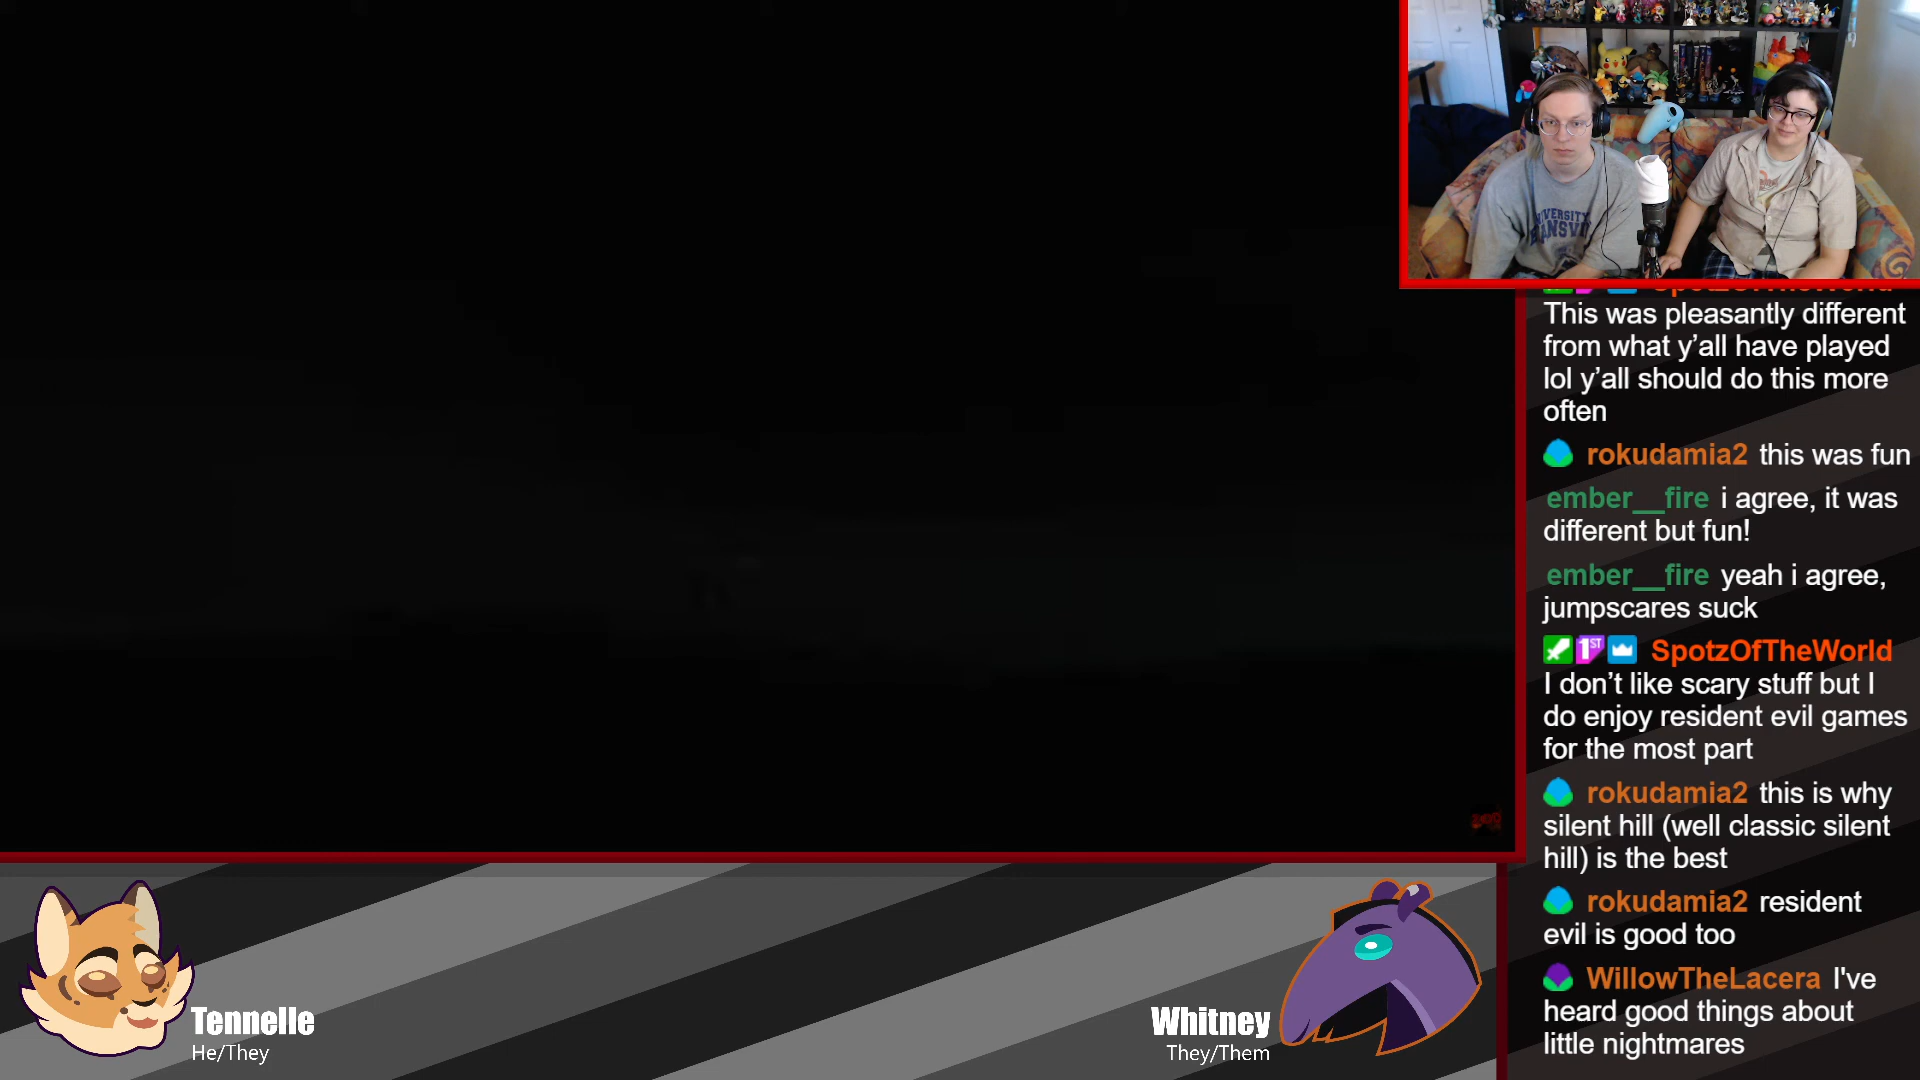 This was pleasantly different
from what y’all have played
lol y’all should do this more
often
rokudamia2 this was fun
ember__fire i agree, it was
different but fun!
ember__fire yeah i agree,
jumpscares suck
1ST SpotzOfTheWorld
I don’t like scary stuff but I
do enjoy resident evil games
for the most part
rokudamia2 this is why
silent hill (well classic silent
hill) is the best
rokudamia2 resident
evil is good too
WillowTheLacera I've
heard good things about
little nightmares
Tennelle
He/They
Whitney
They/Them